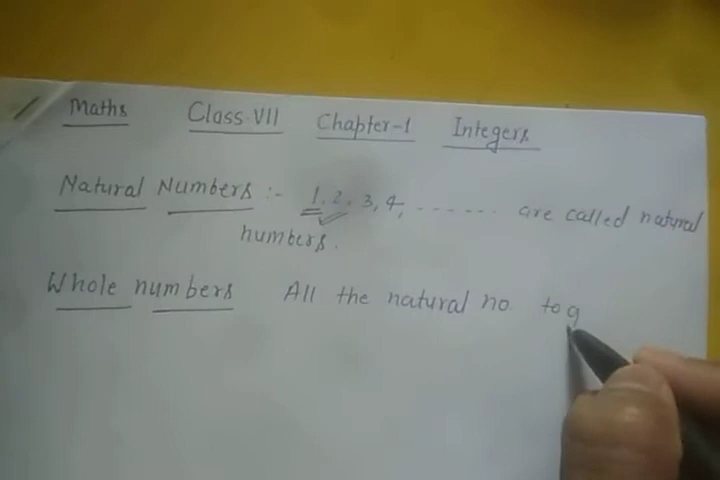 Maths Class VII Chapter-1 Integers
Natural Numbers :- 1, 2, 3, 4, ....... are called natural
numbers.
Whole numbers All the natural no. tog